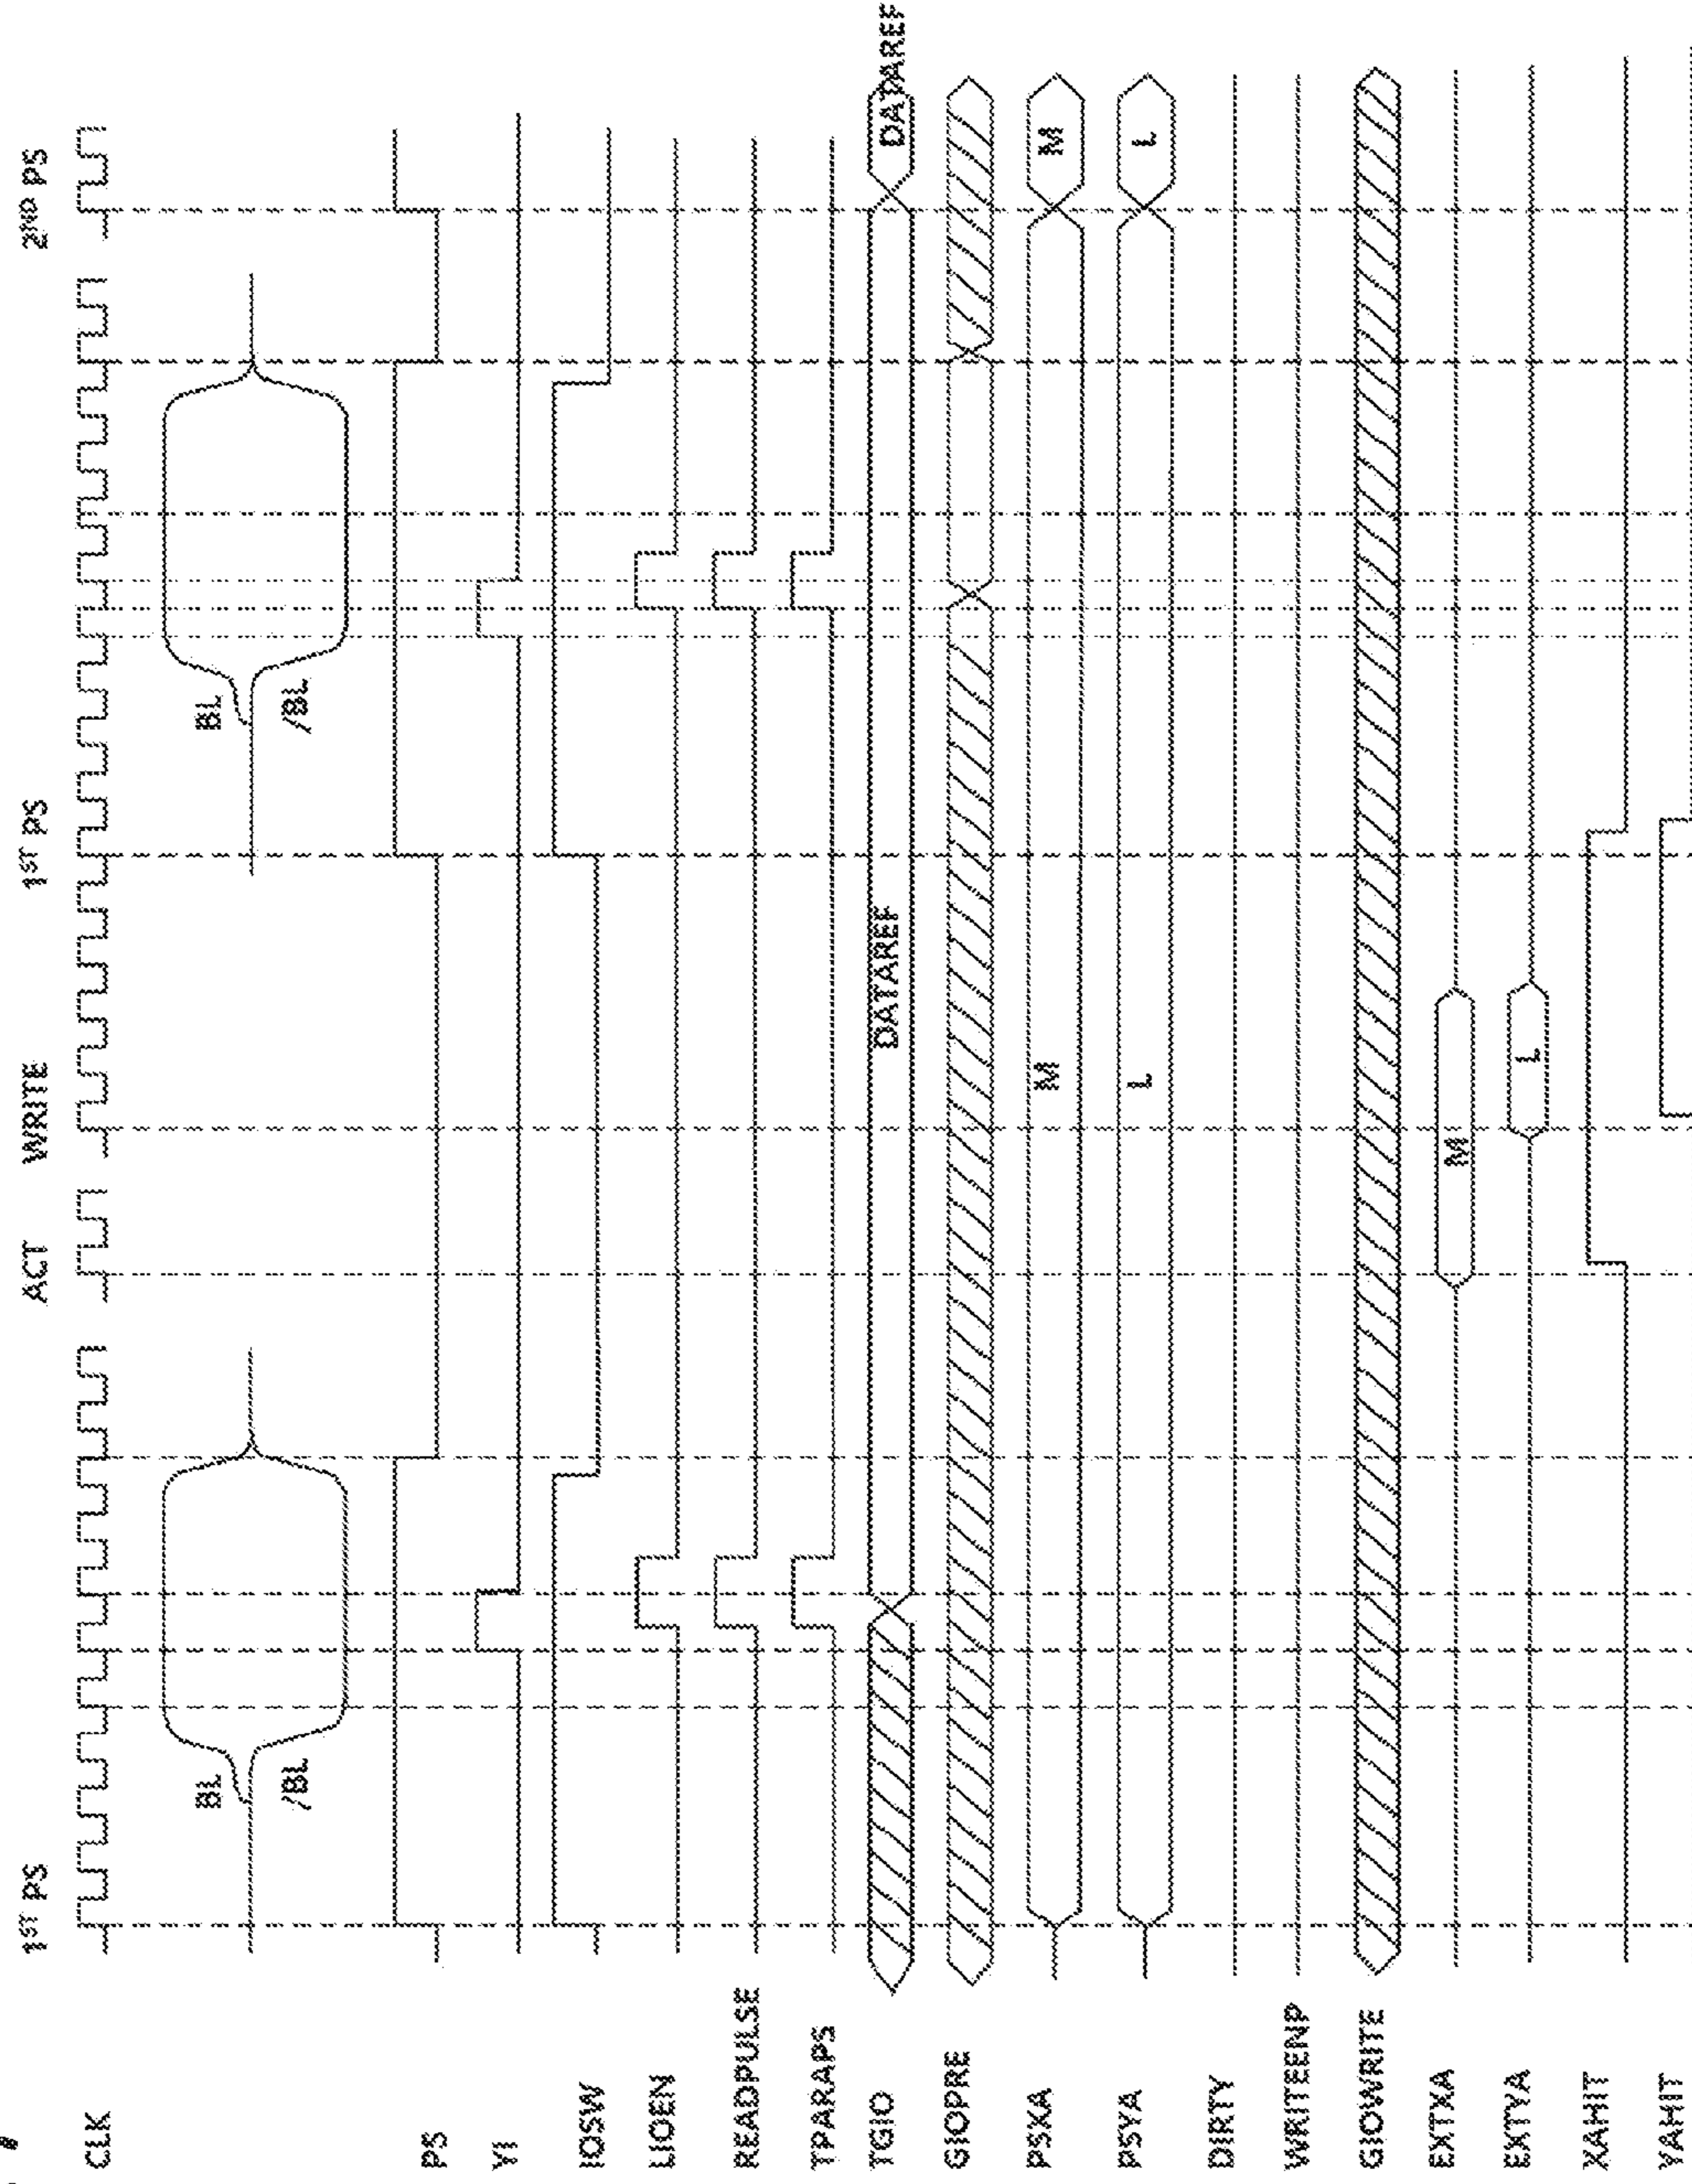 1ST PS ACT WRITE 1ST PS 2ND PS
CLK
BL BL
/BL /BL
PS
YI
IOSW
LIOEN
READPULSE
TPARAPS
TGIO DATAREF DATAREF
GIOPRE
PSXA M M
PSYA L L
DIRTY
WRITEENP
GIOWRITE
EXTXA M
EXTYA L
XAHIT
YAHIT